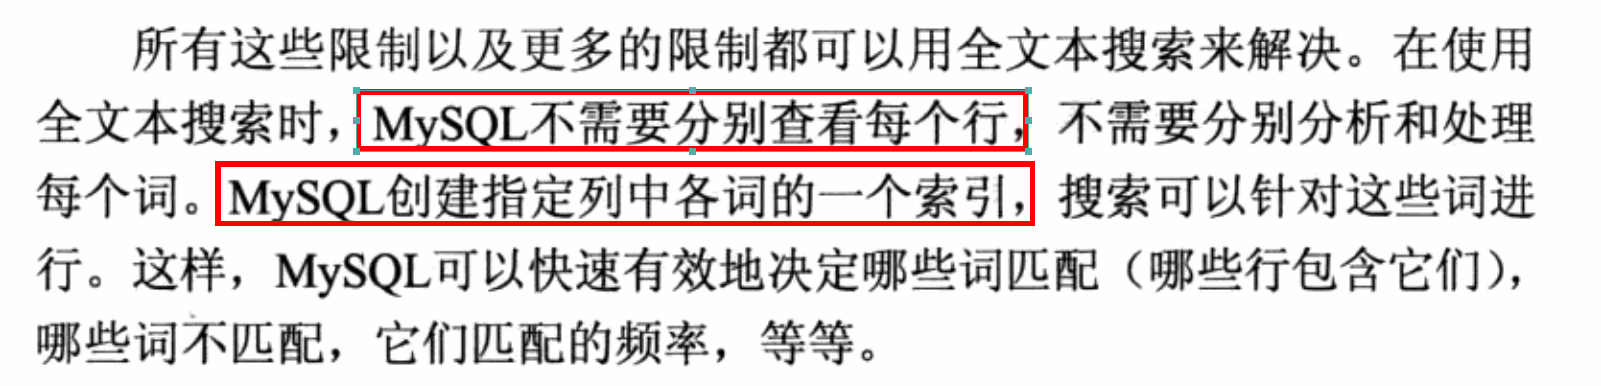 所有这些限制以及更多的限制都可以用全文本搜索来解决。在使用
全文本搜索时，MySQL不需要分别查看每个行，不需要分别分析和处理
每个词。MySQL创建指定列中各词的一个索引，搜索可以针对这些词进
行。这样，MySQL可以快速有效地决定哪些词匹配（哪些行包含它们），
哪些词不匹配，它们匹配的频率，等等。